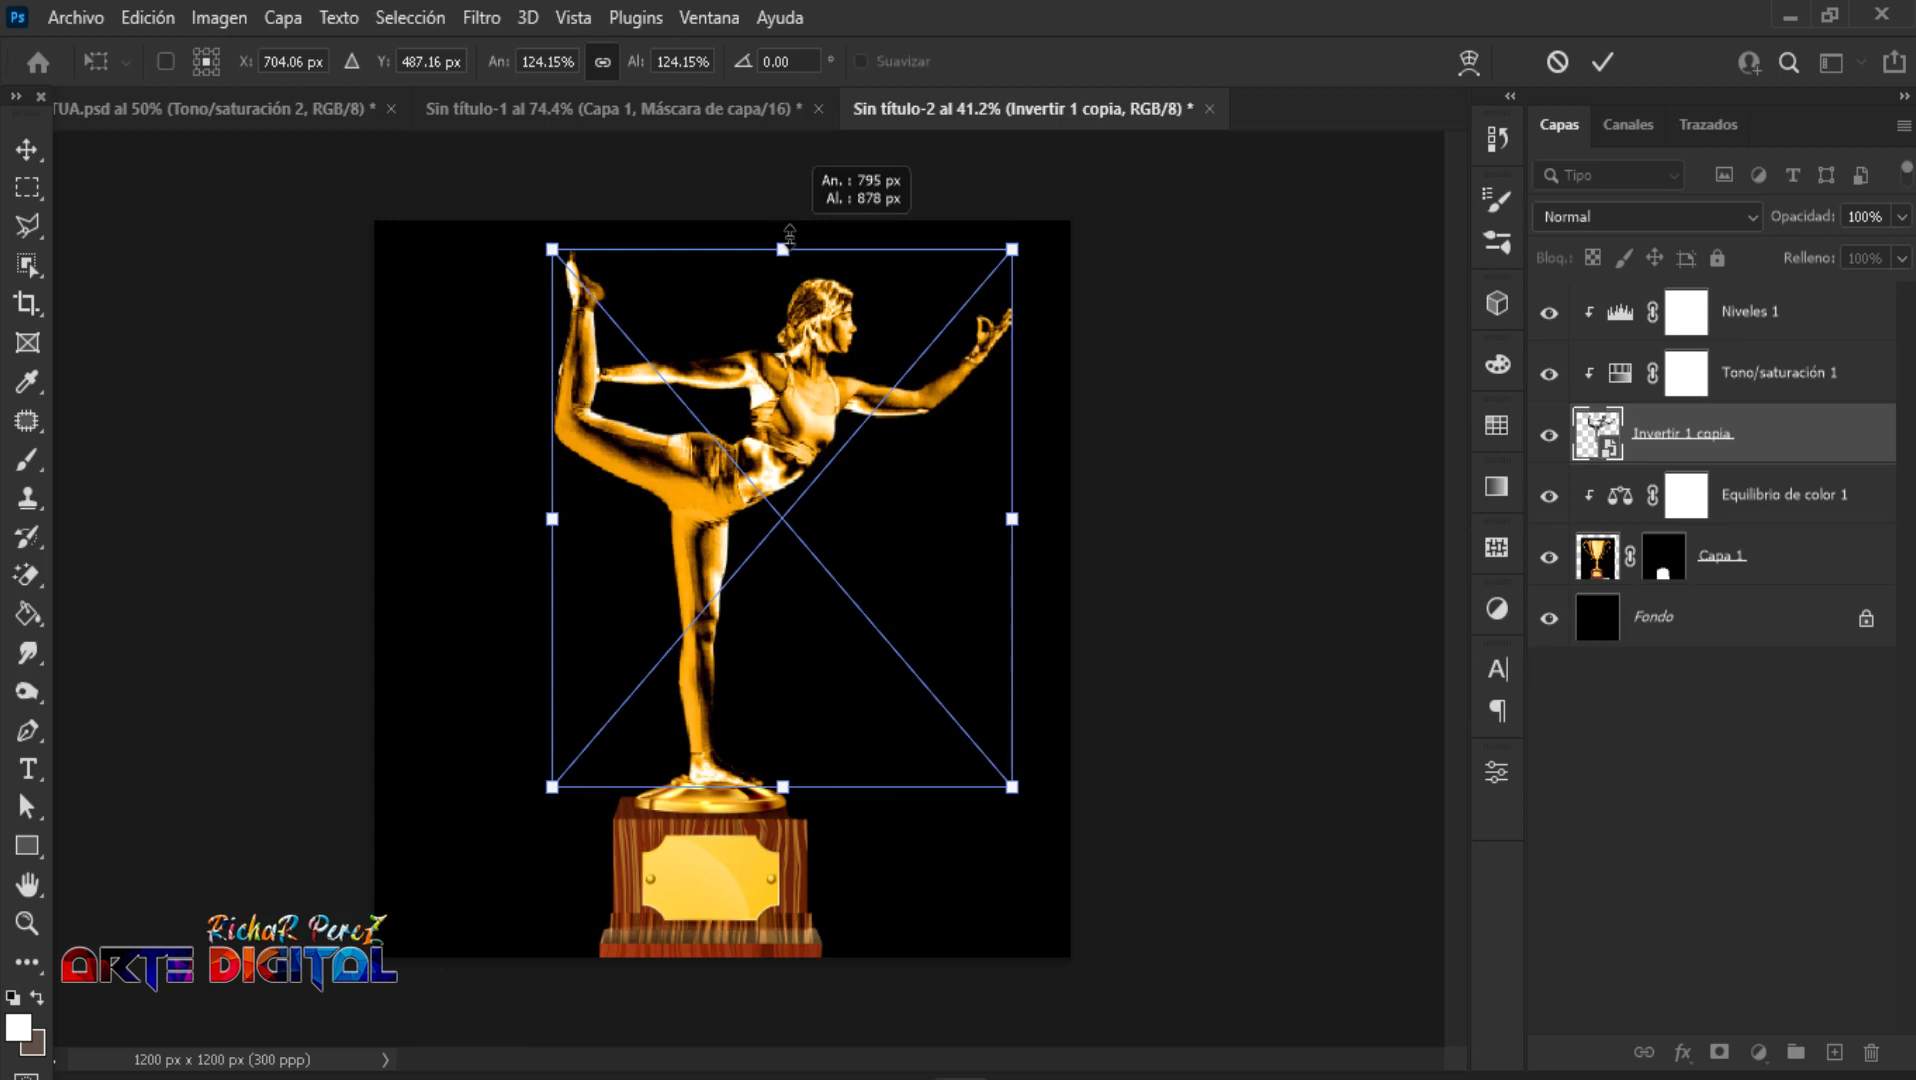 Ps Archivo Edición Imagen Capa Texto Selección Filtro 3D Vista Plugins Ventana Ayuda
X: 704.06 px Y: 487.16 px An: 124.15% Al: 124.15% 0.00 ° Suavizar
TUA.psd al 50% (Tono/saturación 2, RGB/8) * Sin título-1 al 74.4% (Capa 1, Máscara de capa/16) * Sin título-2 al 41.2% (Invertir 1 copia, RGB/8) *
Capas Canales Trazados
An. : 795 px
Al. : 878 px
Tipo
Normal Opacidad: 100%
Bloq.: Relleno: 100%
Niveles 1
Tono/saturación 1
Invertir 1 copia
Equilibrio de color 1
Capa 1
Fondo
RichaR PereZ
ARTE DIGITAL
1200 px x 1200 px (300 ppp)